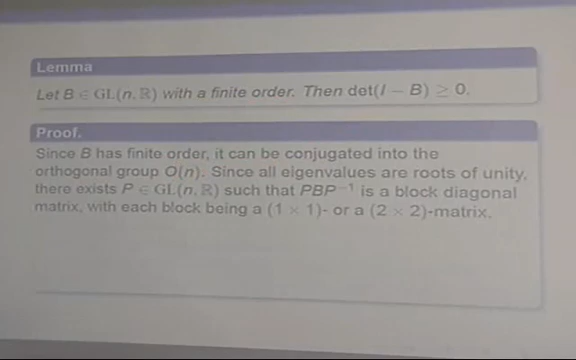 Lemma
Let B ∈ GL(n, ℝ) with a finite order. Then det(I − B) ≥ 0.
Proof.
Since B has finite order, it can be conjugated into the
orthogonal group O(n). Since all eigenvalues are roots of unity,
there exists P ∈ GL(n, ℝ) such that PBP⁻¹ is a block diagonal
matrix, with each block being a (1 × 1)- or a (2 × 2)-matrix.